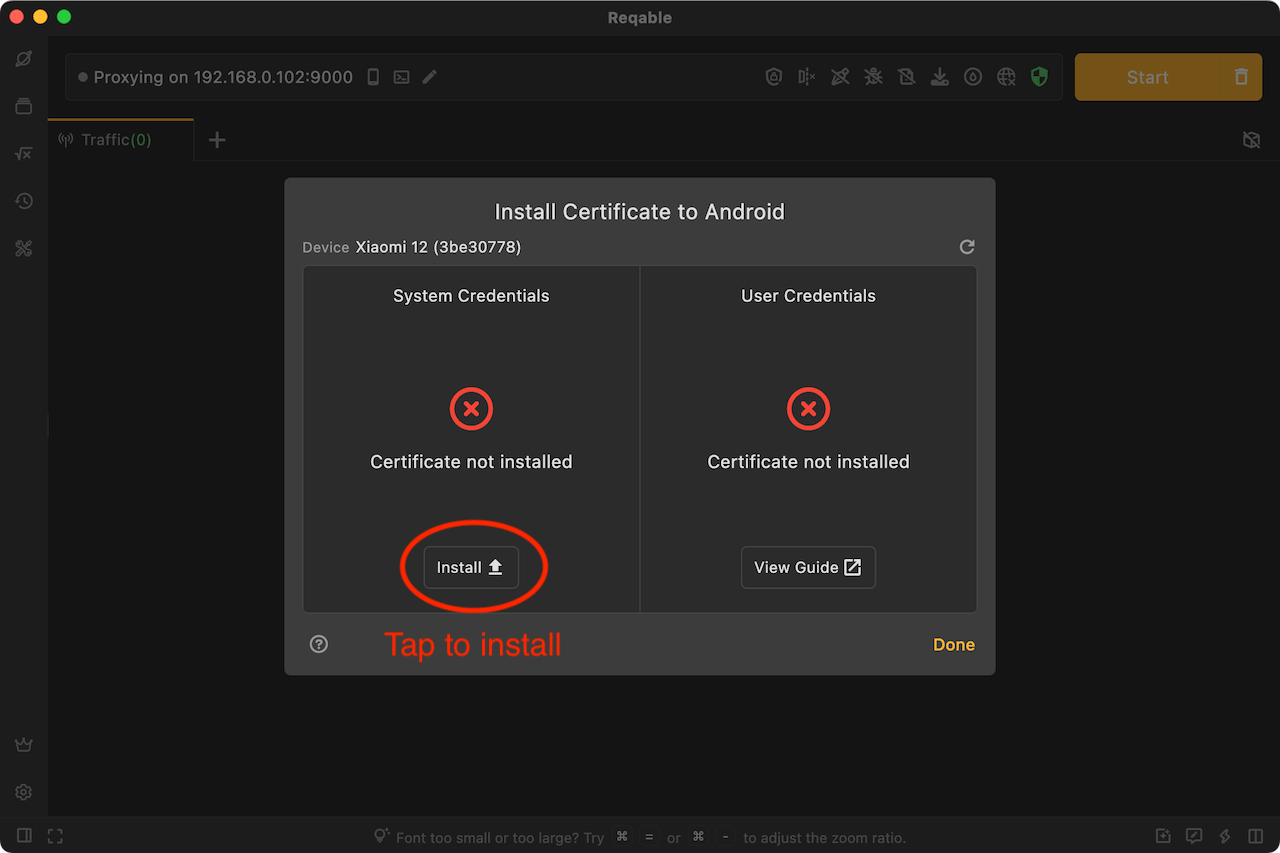 Reqable
Proxying on 192.168.0.102:9000
Start
Traffic(0)
Install Certificate to Android
Device Xiaomi 12 (3be30778)
System Credentials
User Credentials
Certificate not installed
Certificate not installed
Install
View Guide
Tap to install
Done
Font too small or too large? Try ⌘ = or ⌘ - to adjust the zoom ratio.